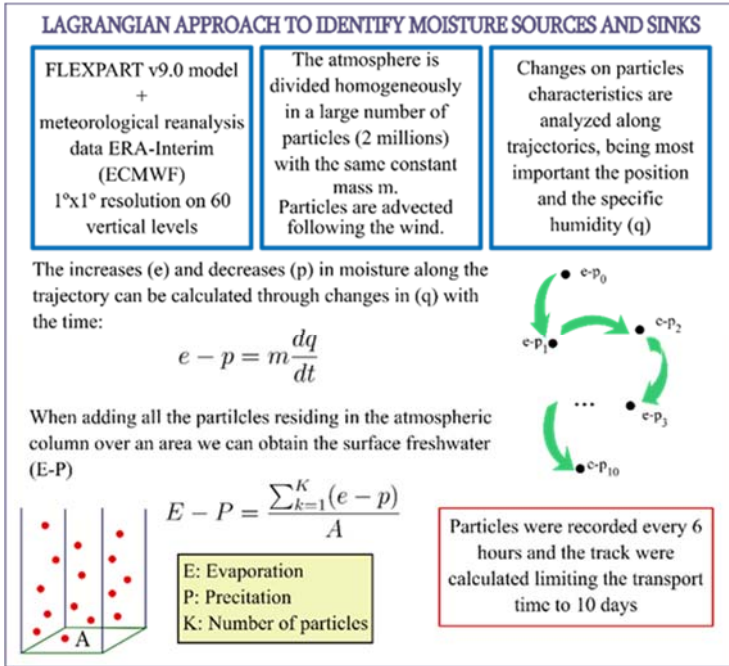 LAGRANGIAN APPROACH TO IDENTIFY MOISTURE SOURCES AND SINKS
FLEXPART v9.0 model
+
meteorological reanalysis
data ERA-Interim
(ECMWF)
1ºx1º resolution on 60
vertical levels
The atmosphere is
divided homogeneously
in a large number of
particles (2 millions)
with the same constant
mass m.
Particles are advected
following the wind.
Changes on particles
characteristics are
analyzed along
trajectories, being most
important the position
and the specific
humidity (q)
The increases (e) and decreases (p) in moisture along the
trajectory can be calculated through changes in (q) with
the time:
e − p = m dq/dt
e-p₀
e-p₁
e-p₂
e-p₃
...
e-p₁₀
When adding all the partilcles residing in the atmospheric
column over an area we can obtain the surface freshwater
(E-P)
E − P = ∑ₖ₌₁ᴷ(e − p) / A
A
E: Evaporation
P: Precitation
K: Number of particles
Particles were recorded every 6
hours and the track were
calculated limiting the transport
time to 10 days